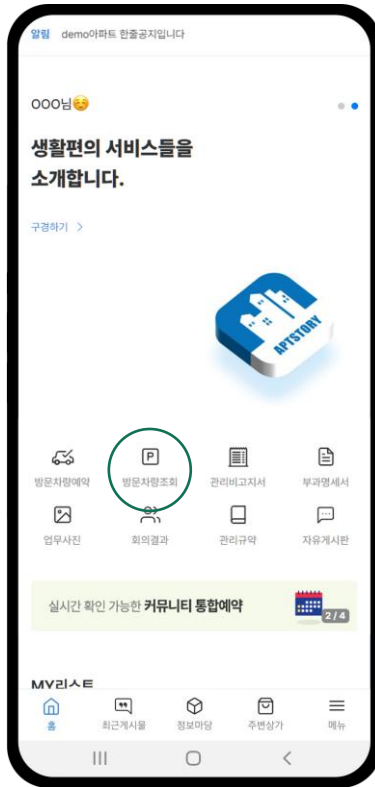 알림 demo아파트 한줄공지입니다
OOO님
생활편의 서비스들을
소개합니다.
구경하기 >
APTSTORY
방문차량예약 방문차량조회 관리비고지서 부과명세서
업무사진 회의결과 관리규약 자유게시판
실시간 확인 가능한 커뮤니티 통합예약
2/4
MY리스트
홈 최근게시물 정보마당 주변상가 메뉴